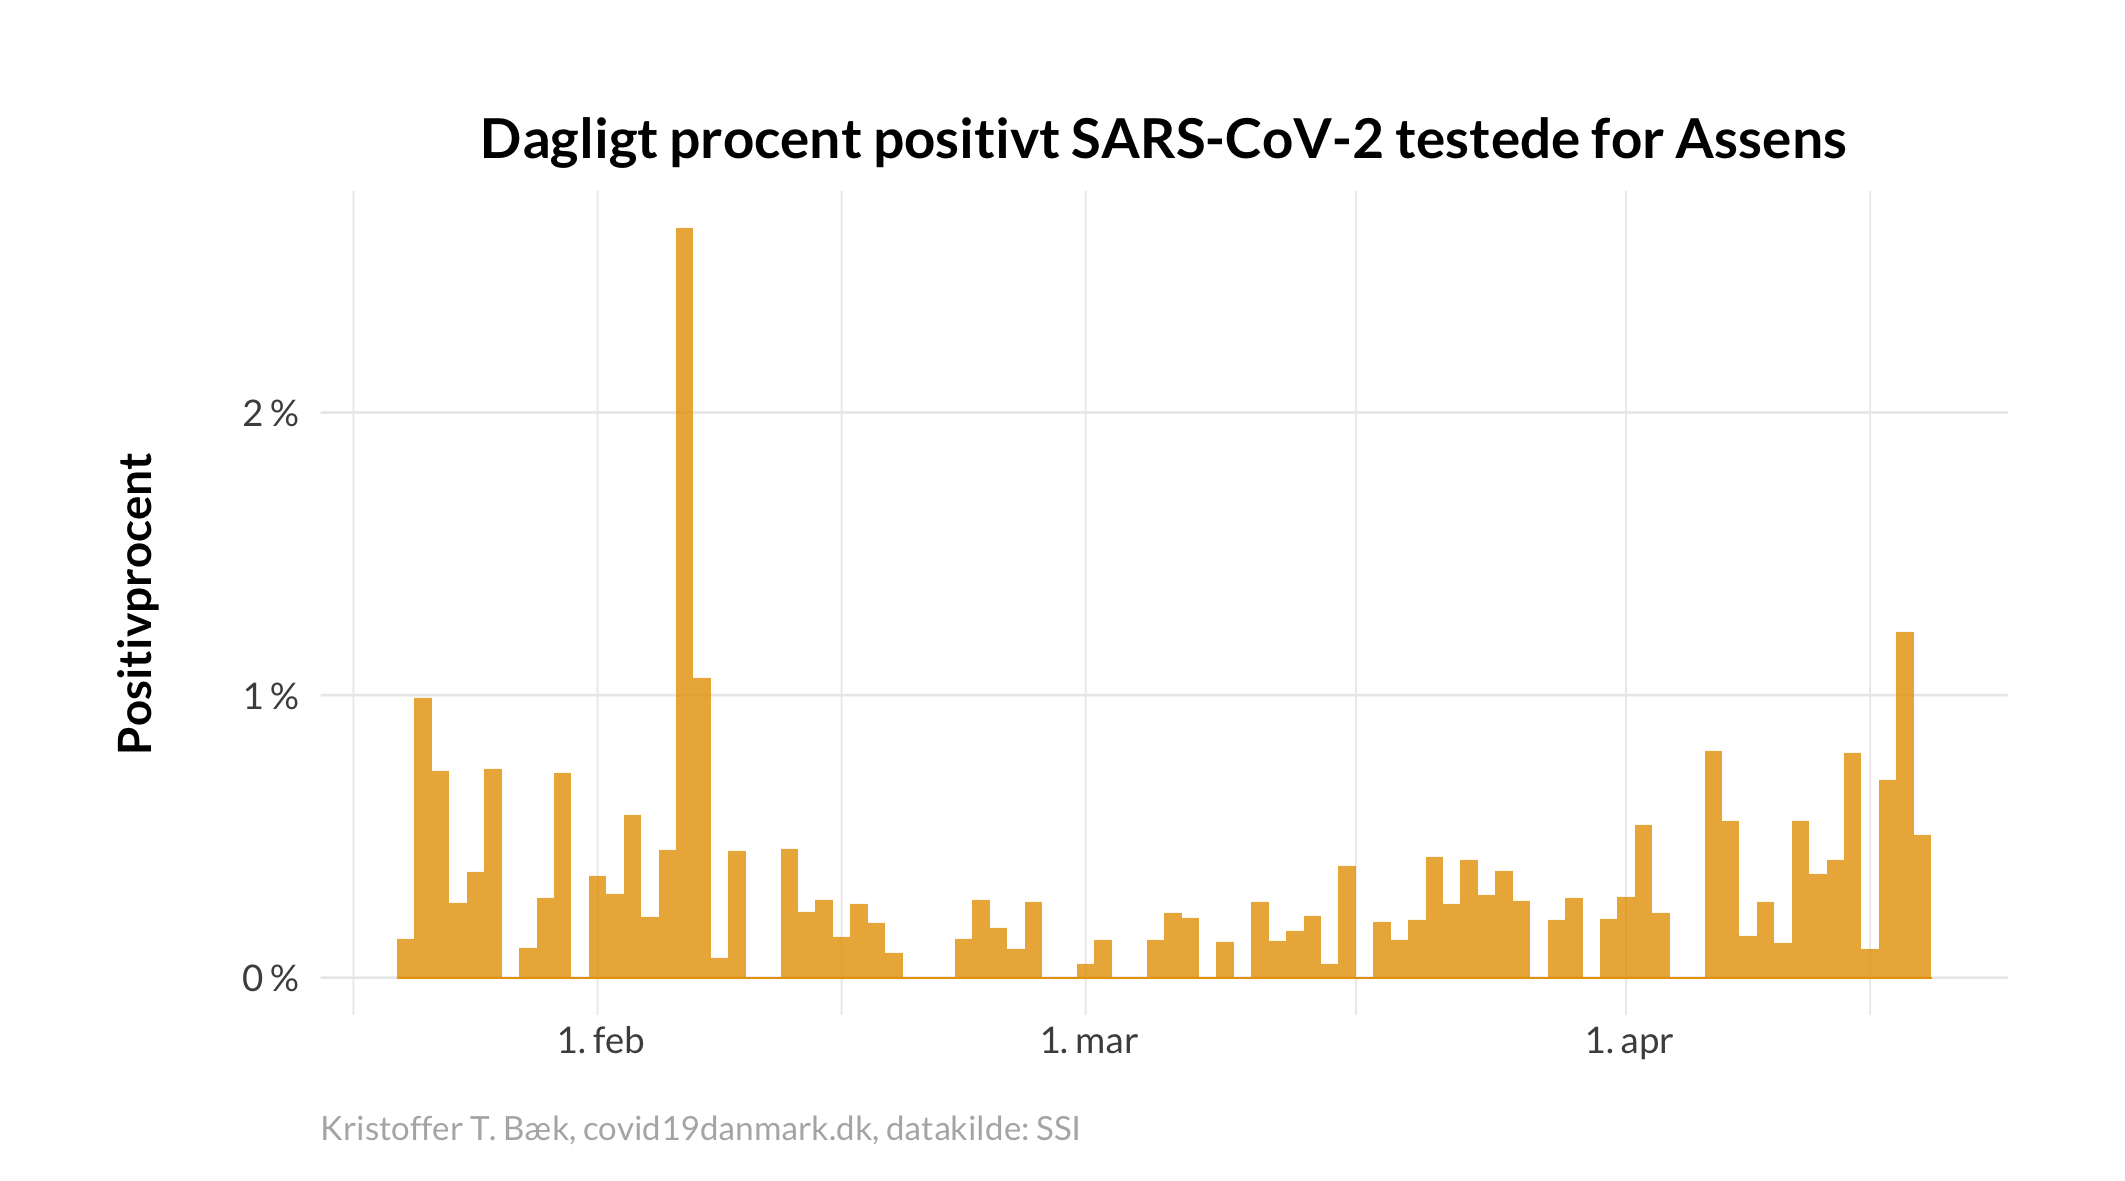 Dagligt procent positivt SARS-CoV-2 testede for Assens
Positivprocent
2 %
1 %
0 %
1. feb
1. mar
1. apr
Kristoffer T. Bæk, covid19danmark.dk, datakilde: SSI